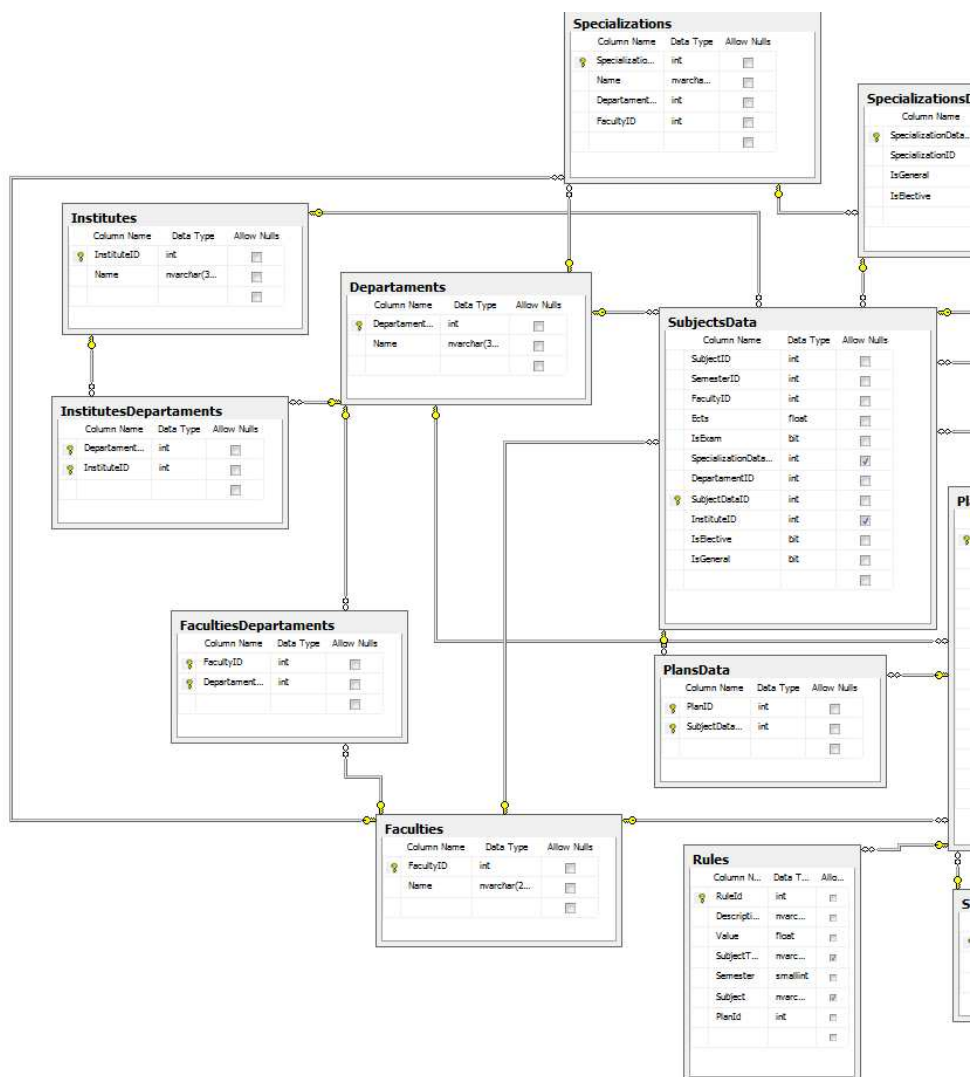 Specializations
Column Name Data Type Allow Nulls
Specializatio... int
Name nvarcha...
Departament... int
FacultyID int
SpecializationsD
Column Name
SpecializationData...
SpecializationID
IsGeneral
IsElective
Institutes
Column Name Data Type Allow Nulls
InstituteID int
Name nvarchar(3...
Departaments
Column Name Data Type Allow Nulls
Departament... int
Name nvarchar(3...
SubjectsData
Column Name Data Type Allow Nulls
SubjectID int
SemesterID int
FacultyID int
Ects float
IsExam bit
SpecializationData... int
DepartamentID int
SubjectDataID int
InstituteID int
IsElective bit
IsGeneral bit
InstitutesDepartaments
Column Name Data Type Allow Nulls
Departament... int
InstituteID int
Pl
FacultiesDepartaments
Column Name Data Type Allow Nulls
FacultyID int
Departament... int
PlansData
Column Name Data Type Allow Nulls
PlanID int
SubjectData... int
Faculties
Column Name Data Type Allow Nulls
FacultyID int
Name nvarchar(2...
Rules
Column N... Data T... Allo...
RuleId int
Descripti... nvarc...
Value float
SubjectT... nvarc...
Semester smallint
Subject nvarc...
PlanId int
S